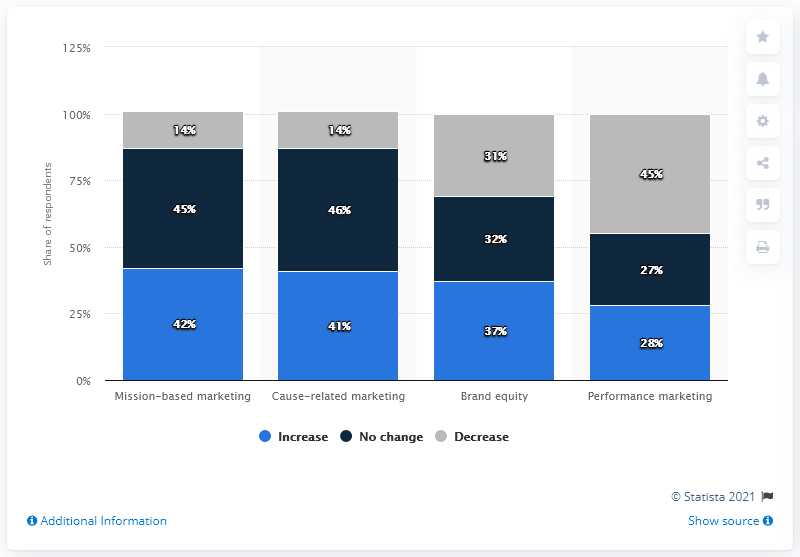 125%
100%
75%
50%
25%
0%
Share of respondents
14%
14%
31%
45%
45%
46%
32%
27%
42%
41%
37%
28%
Mission-based marketing
Cause-related marketing
Brand equity
Performance marketing
Increase No change Decrease
© Statista 2021
Additional Information
Show source